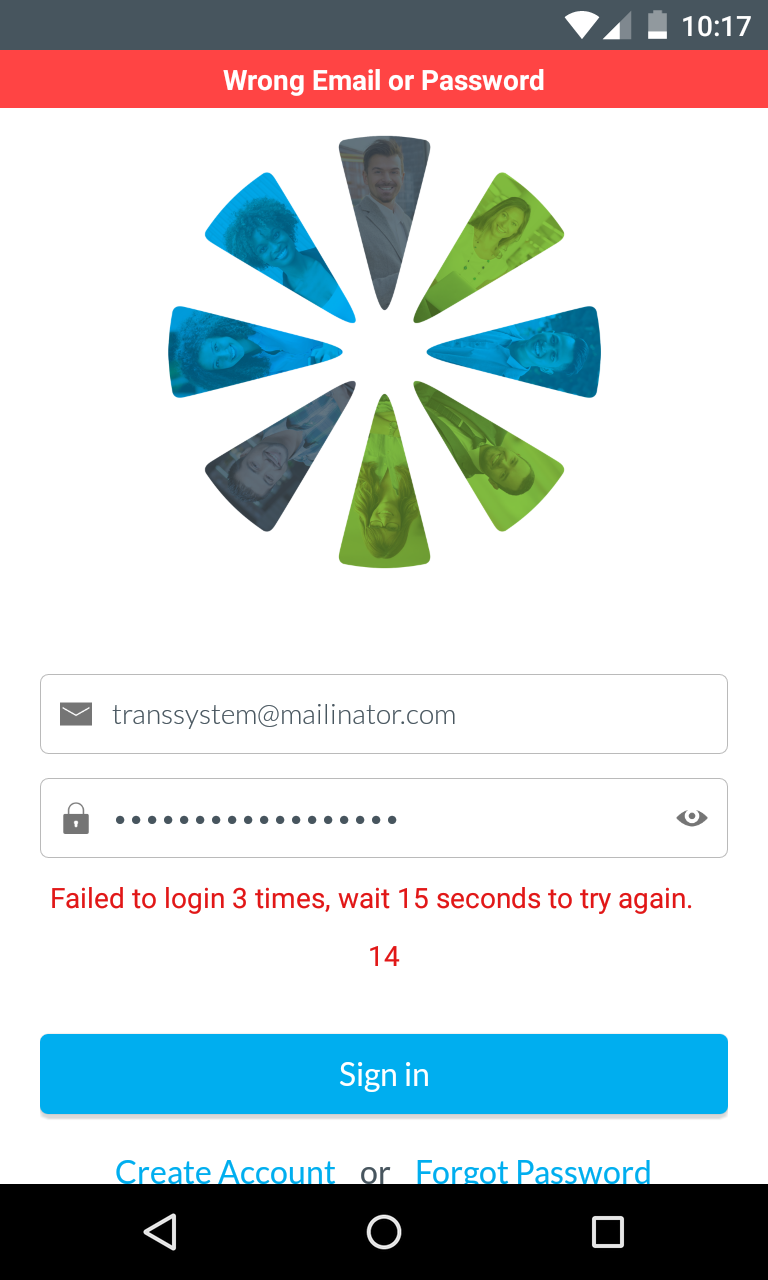 10:17
Wrong Email or Password
transsystem@mailinator.com
••••••••••••••••••
Failed to login 3 times, wait 15 seconds to try again.
14
Sign in
Create Account or Forgot Password